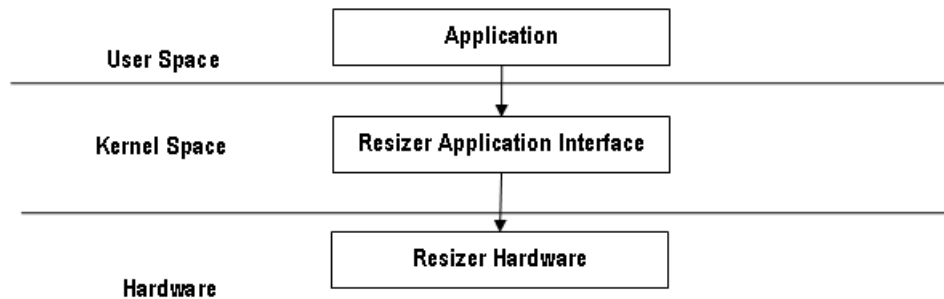 Application
User Space
Resizer Application Interface
Kernel Space
Resizer Hardware
Hardware